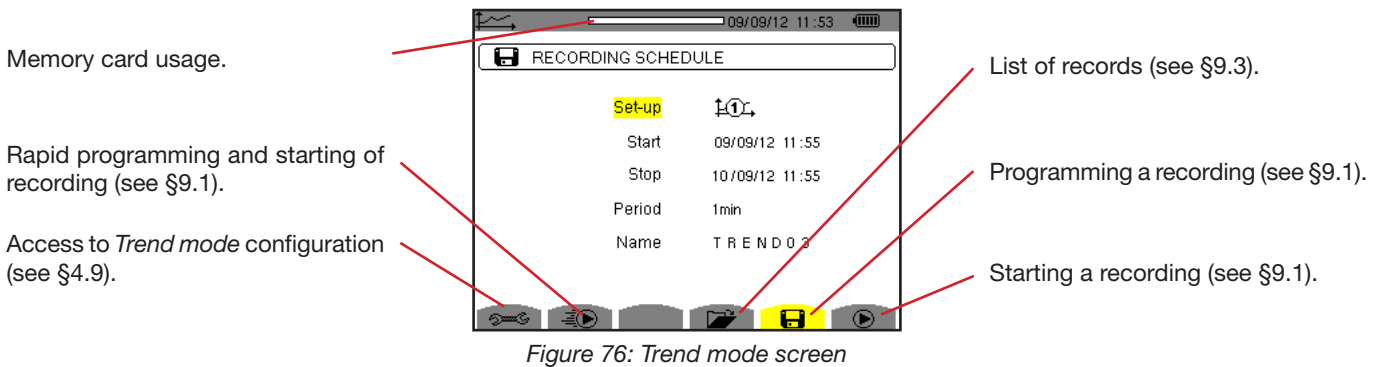 09/09/12 11:53
RECORDING SCHEDULE
Memory card usage.
List of records (see §9.3).
Set-up 1
Start 09/09/12 11:55
Rapid programming and starting of
recording (see §9.1).
Stop 10/09/12 11:55
Programming a recording (see §9.1).
Period 1min
Name TREND03
Access to Trend mode configuration
(see §4.9).
Starting a recording (see §9.1).
Figure 76: Trend mode screen